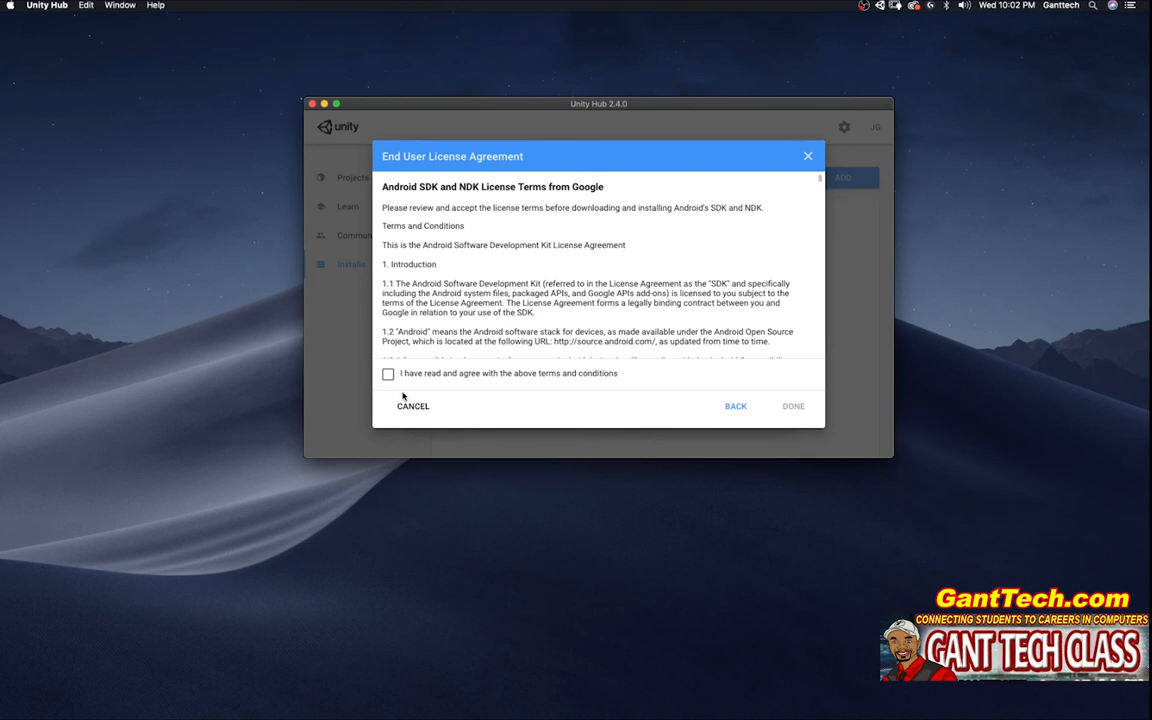 Unity Hub Edit Window Help
Wed 10:02 PM Ganttech
Unity Hub 2.4.0
unity
JG
End User License Agreement
Projects
Learn
Commun
Installs
ADD
Android SDK and NDK License Terms from Google
Please review and accept the license terms before downloading and installing Android's SDK and NDK.
Terms and Conditions
This is the Android Software Development Kit License Agreement
1. Introduction
1.1 The Android Software Development Kit (referred to in the License Agreement as the "SDK" and specifically
including the Android system files, packaged APIs, and Google APIs add-ons) is licensed to you subject to the
terms of the License Agreement. The License Agreement forms a legally binding contract between you and
Google in relation to your use of the SDK.
1.2 "Android" means the Android software stack for devices, as made available under the Android Open Source
Project, which is located at the following URL: http://source.android.com/, as updated from time to time.
I have read and agree with the above terms and conditions
CANCEL
BACK
DONE
GantTech.com
CONNECTING STUDENTS TO CAREERS IN COMPUTERS
GANT TECH CLASS